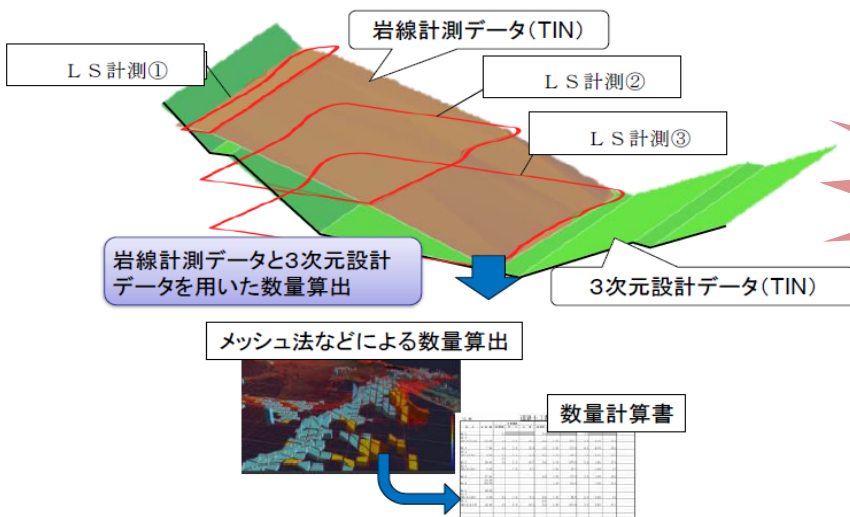 岩線計測データ(TIN)
LS計測①
LS計測②
LS計測③
岩線計測データと3次元設計
データを用いた数量算出
3次元設計データ(TIN)
メッシュ法などによる数量算出
数量計算書